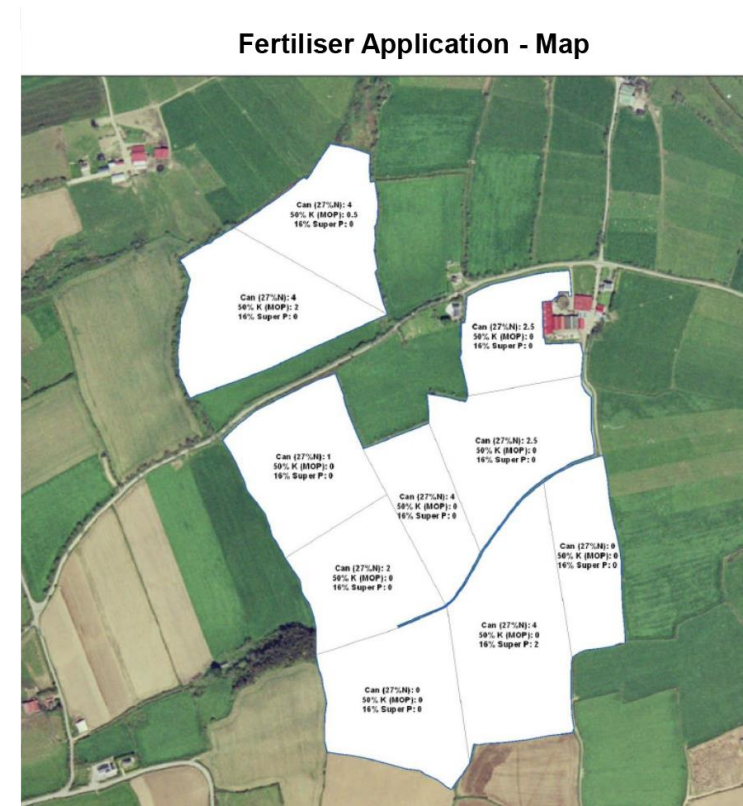 Fertiliser Application - Map
Can (27%N): 4
50% K (MOP): 0.5
16% Super P: 0
Can (27%N): 4
50% K (MOP): 2
16% Super P: 0
Can (27%N): 2.5
50% K (MOP): 0
16% Super P: 0
Can (27%N): 2.5
50% K (MOP): 0
16% Super P: 0
Can (27%N): 1
50% K (MOP): 0
16% Super P: 0
Can (27%N): 4
50% K (MOP): 0
16% Super P: 0
Can (27%N): 0
50% K (MOP): 0
16% Super P: 0
Can (27%N): 2
50% K (MOP): 0
16% Super P: 0
Can (27%N): 4
50% K (MOP): 0
16% Super P: 2
Can (27%N): 0
50% K (MOP): 0
16% Super P: 0